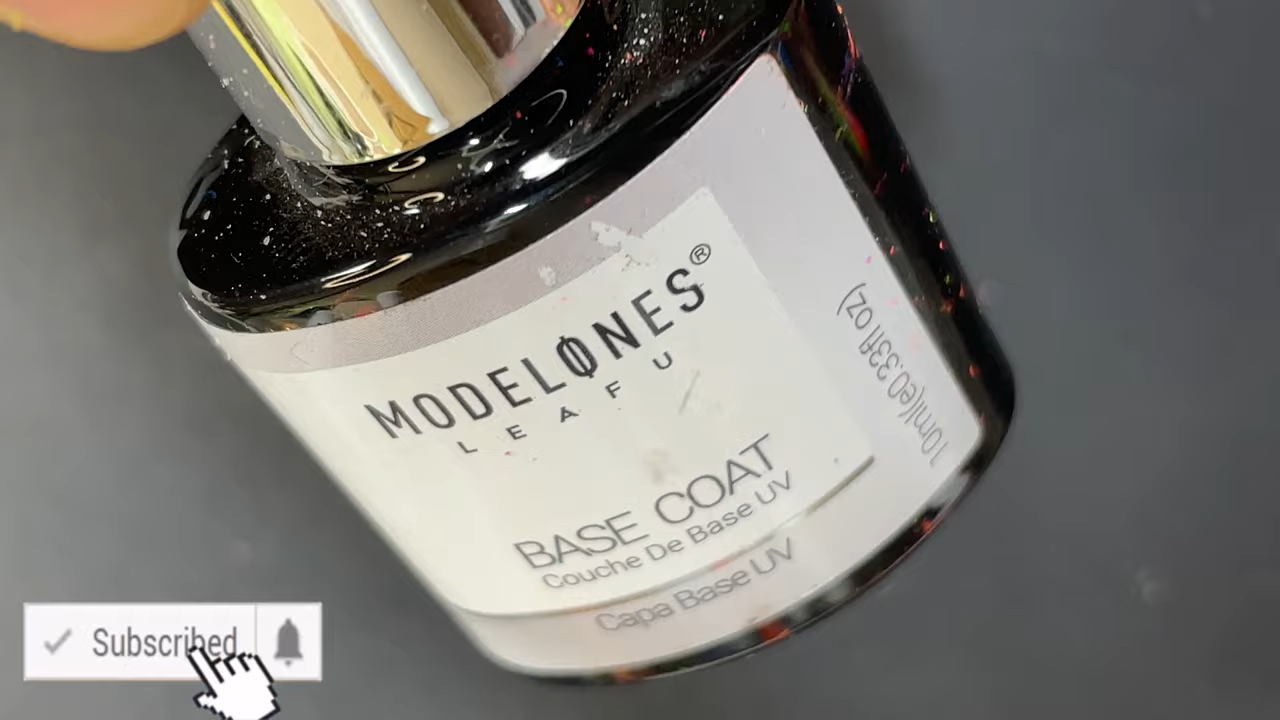 MODELONES®
LEAFU
BASE COAT
Couche De Base UV
Capa Base UV
10ml(e0.33fl oz)
Subscribed